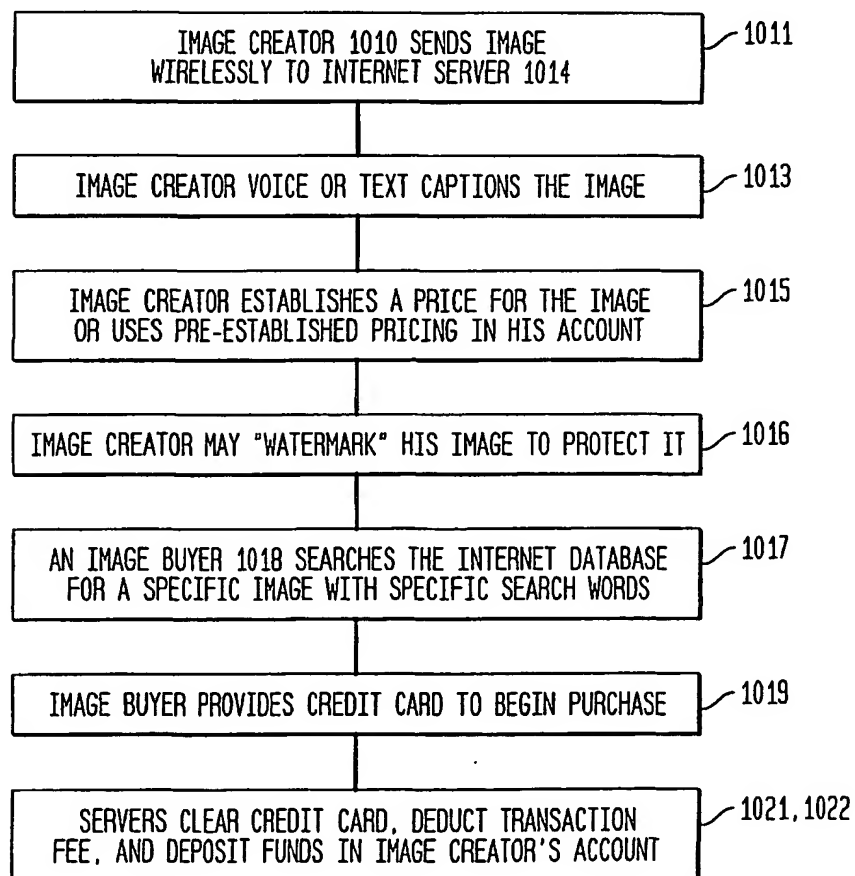 IMAGE CREATOR 1010 SENDS IMAGE
WIRELESSLY TO INTERNET SERVER 1014
1011
IMAGE CREATOR VOICE OR TEXT CAPTIONS THE IMAGE
1013
IMAGE CREATOR ESTABLISHES A PRICE FOR THE IMAGE
OR USES PRE-ESTABLISHED PRICING IN HIS ACCOUNT
1015
IMAGE CREATOR MAY "WATERMARK" HIS IMAGE TO PROTECT IT
1016
AN IMAGE BUYER 1018 SEARCHES THE INTERNET DATABASE
FOR A SPECIFIC IMAGE WITH SPECIFIC SEARCH WORDS
1017
IMAGE BUYER PROVIDES CREDIT CARD TO BEGIN PURCHASE
1019
SERVERS CLEAR CREDIT CARD, DEDUCT TRANSACTION
FEE, AND DEPOSIT FUNDS IN IMAGE CREATOR'S ACCOUNT
1021, 1022